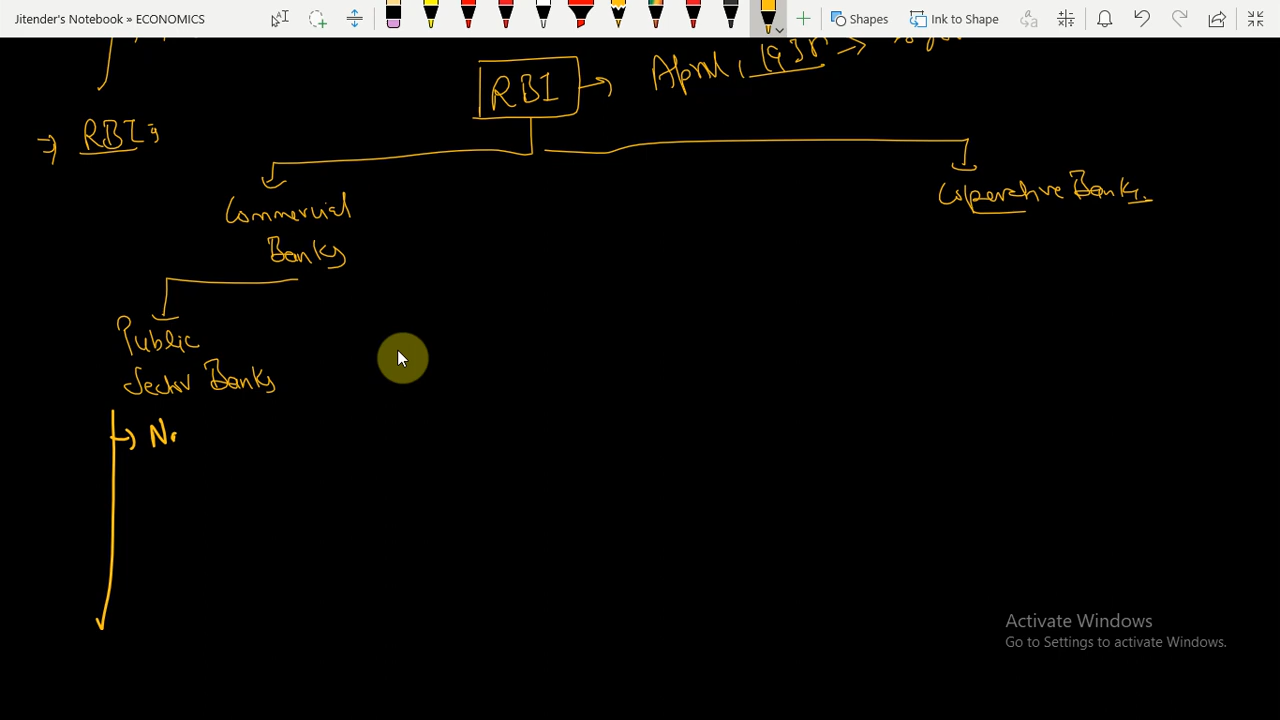 Jitender's Notebook » ECONOMICS
Shapes
Ink to Shape
RBI → April, 1935 →
→ RBI:
Commercial
Banks
Coperative Banks.
Public
Sector Banks
Activate Windows
Go to Settings to activate Windows.